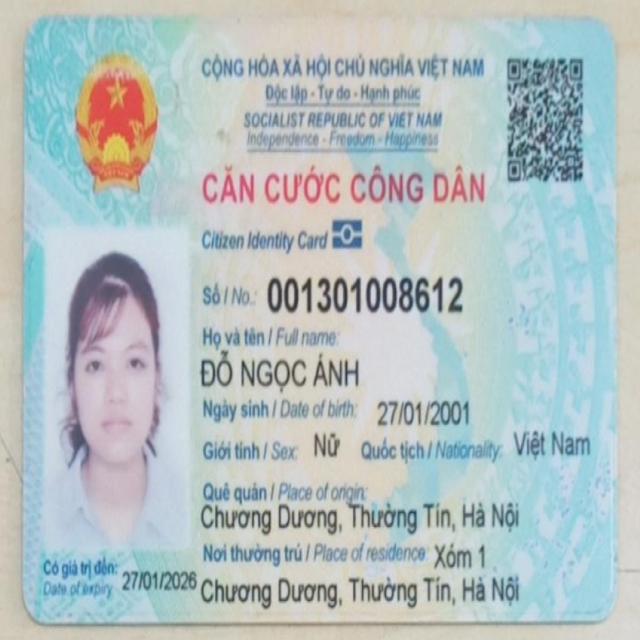 CỘNG HÒA XÃ HỘI CHỦ NGHĨA VIỆT NAM
Độc lập - Tự do - Hạnh phúc
SOCIALIST REPUBLIC OF VIET NAM
Independence - Freedom - Happiness
CĂN CƯỚC CÔNG DÂN
Citizen Identity Card
Số / No.: 001301008612
Họ và tên / Full name:
ĐỖ NGỌC ÁNH
Ngày sinh / Date of birth: 27/01/2001
Giới tính / Sex: Nữ Quốc tịch / Nationality: Việt Nam
Quê quán / Place of origin:
Chương Dương, Thường Tín, Hà Nội
Nơi thường trú / Place of residence: Xóm 1
Chương Dương, Thường Tín, Hà Nội
Có giá trị đến: 27/01/2026
Date of expiry